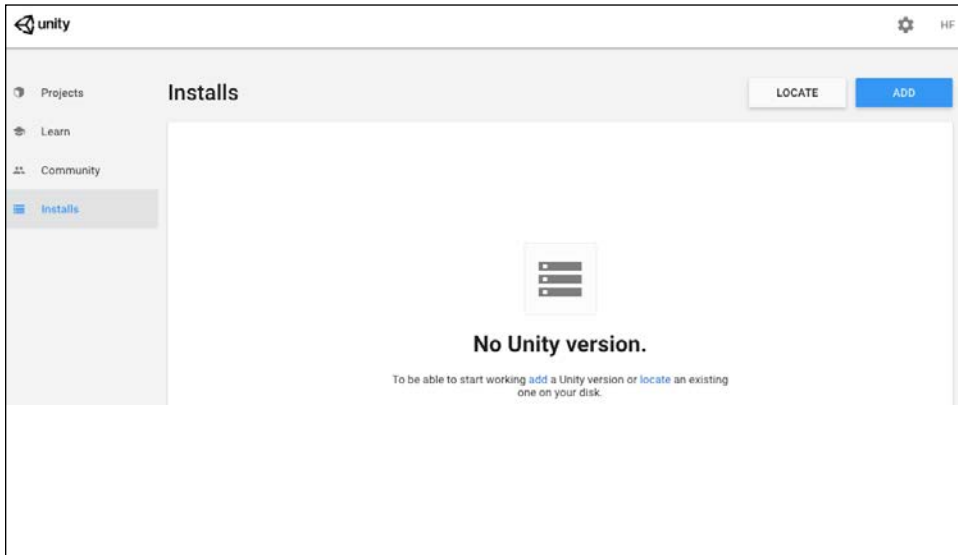 unity
HF
Projects
Learn
Community
Installs
Installs
LOCATE
ADD
No Unity version.
To be able to start working add a Unity version or locate an existing
one on your disk.